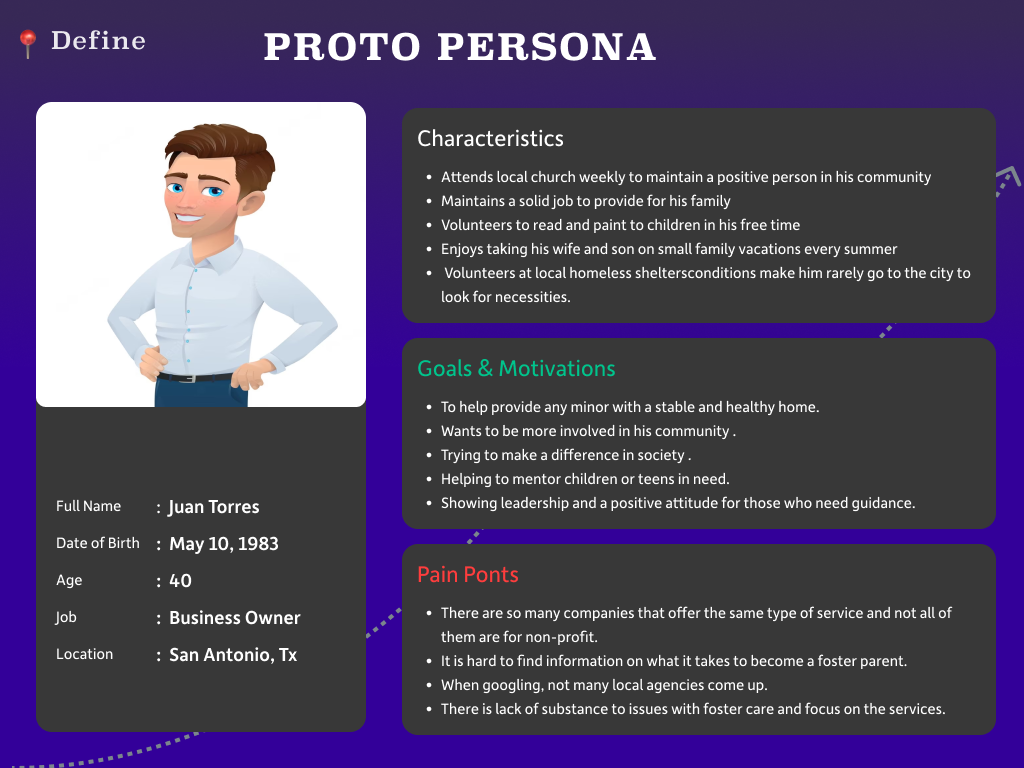 Define
PROTO PERSONA
Full Name : Juan Torres
Date of Birth : May 10, 1983
Age : 40
Job : Business Owner
Location : San Antonio, Tx
Characteristics
• Attends local church weekly to maintain a positive person in his community
• Maintains a solid job to provide for his family
• Volunteers to read and paint to children in his free time
• Enjoys taking his wife and son on small family vacations every summer
• Volunteers at local homeless sheltersconditions make him rarely go to the city to
look for necessities.
Goals & Motivations
• To help provide any minor with a stable and healthy home.
• Wants to be more involved in his community .
• Trying to make a difference in society .
• Helping to mentor children or teens in need.
• Showing leadership and a positive attitude for those who need guidance.
Pain Ponts
• There are so many companies that offer the same type of service and not all of
them are for non-profit.
• It is hard to find information on what it takes to become a foster parent.
• When googling, not many local agencies come up.
• There is lack of substance to issues with foster care and focus on the services.